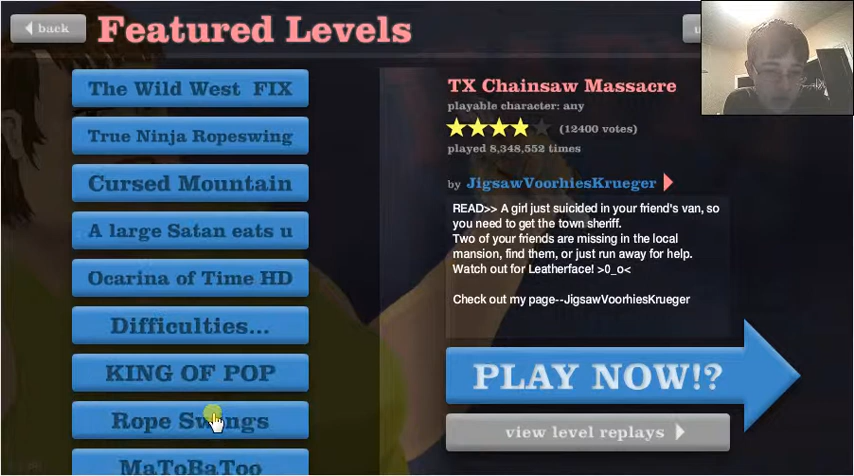 back
Featured Levels
The Wild West FIX
True Ninja Ropeswing
Cursed Mountain
A large Satan eats u
Ocarina of Time HD
Difficulties...
KING OF POP
Rope Swings
MaToBaToo
TX Chainsaw Massacre
playable character: any
(12400 votes)
played 8,348,552 times
by JigsawVoorhiesKrueger
READ>> A girl just suicided in your friend's van, so
you need to get the town sheriff.
Two of your friends are missing in the local
mansion, find them, or just run away for help.
Watch out for Leatherface! >0_o<
Check out my page--JigsawVoorhiesKrueger
PLAY NOW!?
view level replays